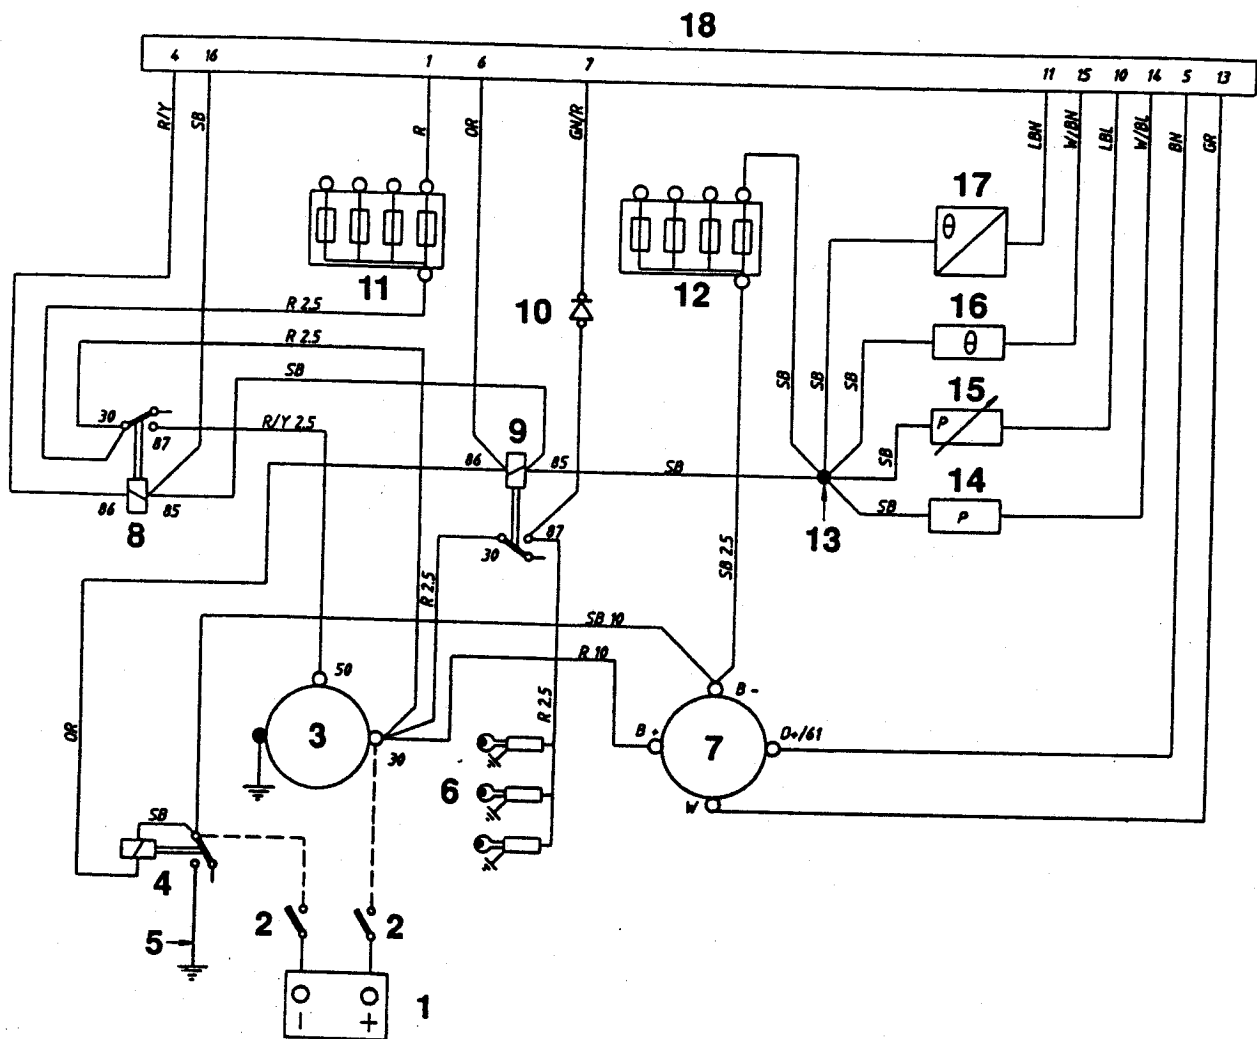 18
4 16 1 6 7 11 15 10 14 5 13
R/Y SB R OR GN/R LBN W/BN LBL W/BL BN GR
17
θ
11
12
10
16
θ
R 2.5
R 2.5
SB
SB SB SB
15
P
30
87
R/Y 2.5
9
86
85
SB
SB
14
P
SB
86
85
8
87
30
13
R 2.5
SB 2.5
SB 10
R 10
50
B -
3
30
R 2.5
B +
7
D+/61
OR
6
W
SB
4
2
2
5
1
- +